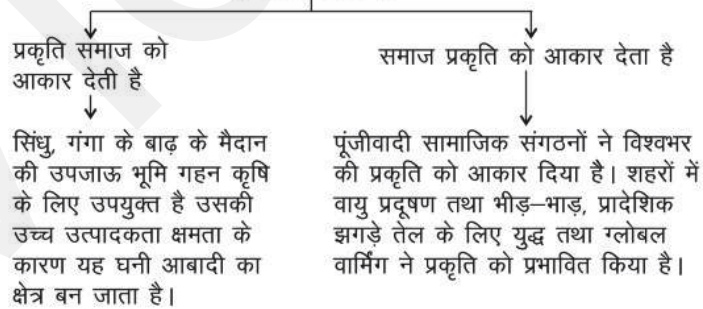 प्रकृति समाज को
आकार देती है
समाज प्रकृति को आकार देता है
सिंधु, गंगा के बाढ़ के मैदान
की उपजाऊ भूमि गहन कृषि
के लिए उपयुक्त है उसकी
उच्च उत्पादकता क्षमता के
कारण यह घनी आबादी का
क्षेत्र बन जाता है।
पूंजीवादी सामाजिक संगठनों ने विश्वभर
की प्रकृति को आकार दिया है। शहरों में
वायु प्रदूषण तथा भीड़–भाड़, प्रादेशिक
झगड़े तेल के लिए युद्ध तथा ग्लोबल
वार्मिंग ने प्रकृति को प्रभावित किया है।